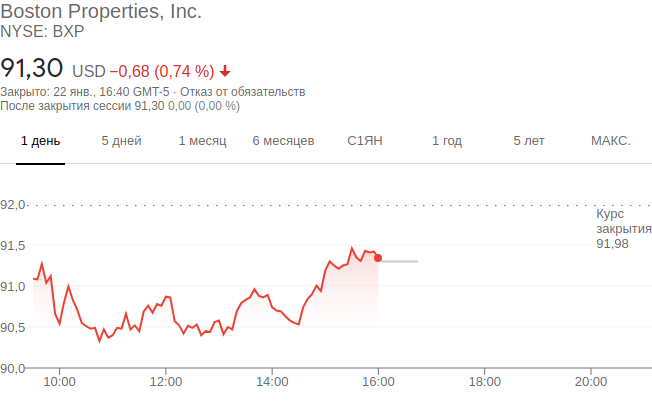 Boston Properties, Inc.
NYSE: BXP
91,30 USD −0,68 (0,74 %)
Закрыто: 22 янв., 16:40 GMT-5 · Отказ от обязательств
После закрытия сессии 91,30 0,00 (0,00 %)
1 день 5 дней 1 месяц 6 месяцев С1ЯН 1 год 5 лет МАКС.
92,0
Курс
закрытия
91,98
91,5
91,0
90,5
90,0
10:00 12:00 14:00 16:00 18:00 20:00